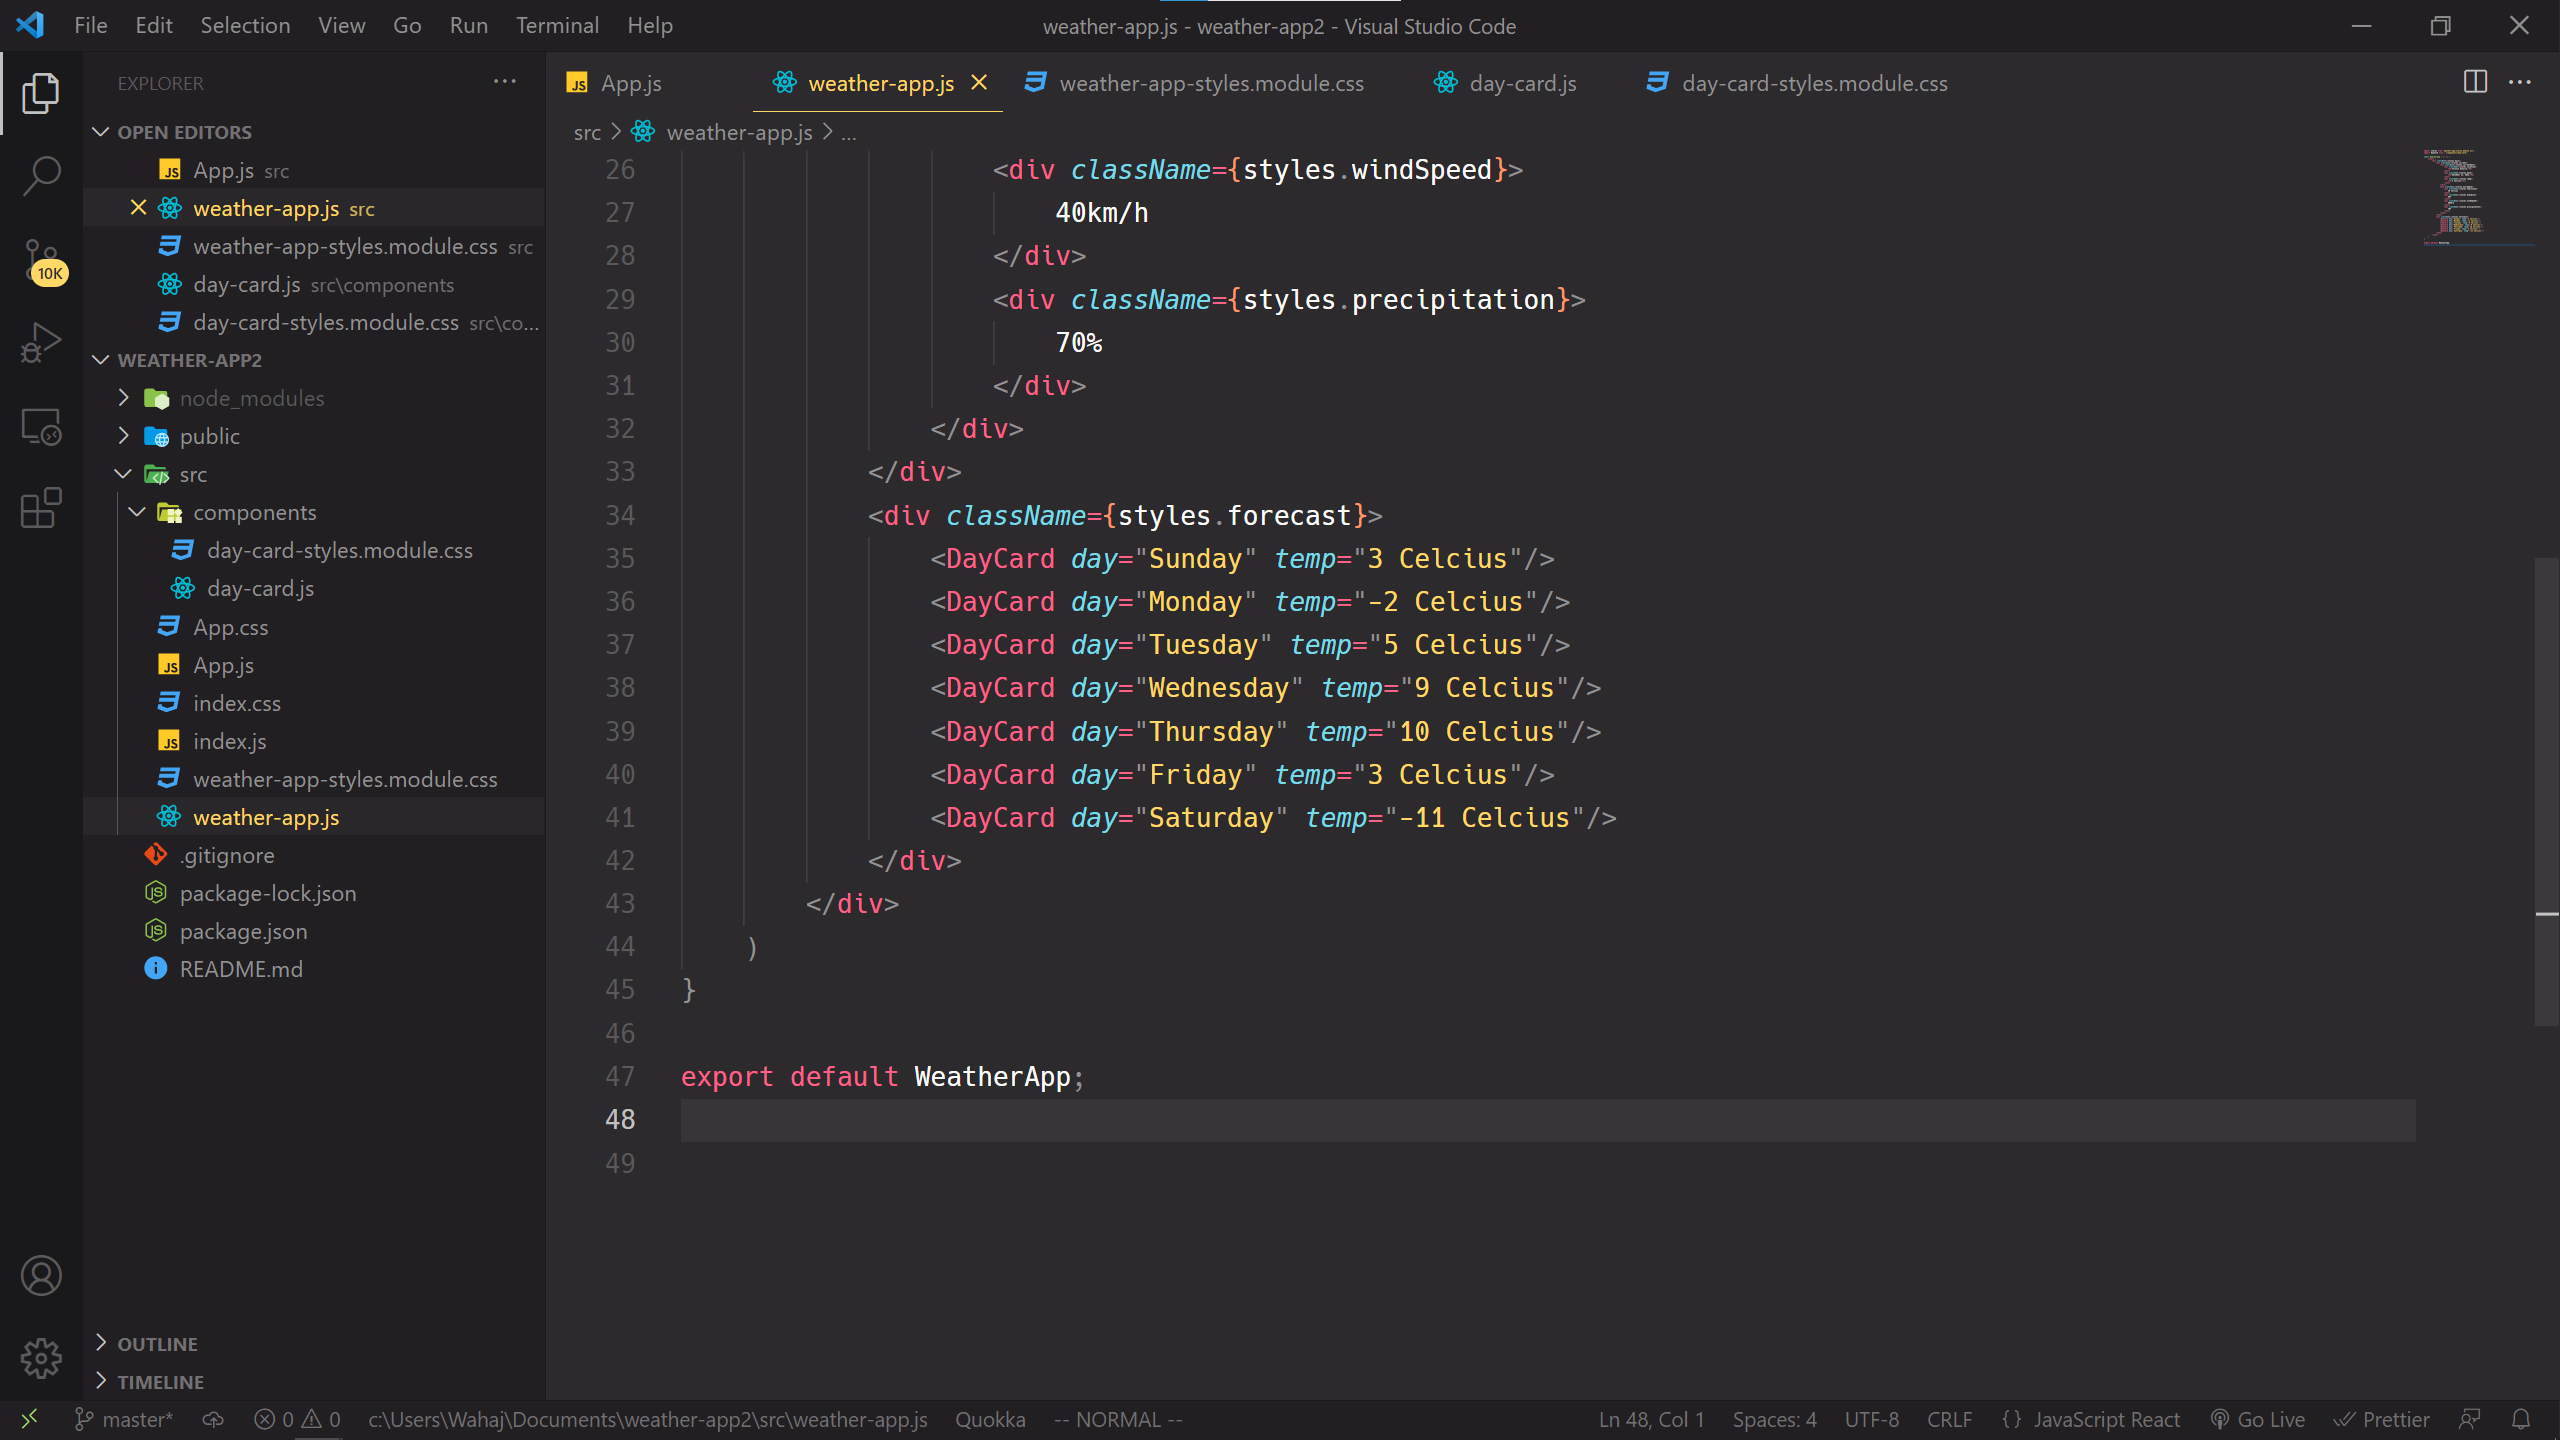 File Edit Selection View Go Run Terminal Help
weather-app.js - weather-app2 - Visual Studio Code
EXPLORER
OPEN EDITORS
App.js src
weather-app.js src
weather-app-styles.module.css src
day-card.js src\components
day-card-styles.module.css src\co...
WEATHER-APP2
node_modules
public
src
components
day-card-styles.module.css
day-card.js
App.css
App.js
index.css
index.js
weather-app-styles.module.css
weather-app.js
.gitignore
package-lock.json
package.json
README.md
OUTLINE
TIMELINE
10K
App.js weather-app.js weather-app-styles.module.css day-card.js day-card-styles.module.css
src > weather-app.js > ...
26 <div className={styles.windSpeed}>
27 40km/h
28 </div>
29 <div className={styles.precipitation}>
30 70%
31 </div>
32 </div>
33 </div>
34 <div className={styles.forecast}>
35 <DayCard day="Sunday" temp="3 Celcius"/>
36 <DayCard day="Monday" temp="-2 Celcius"/>
37 <DayCard day="Tuesday" temp="5 Celcius"/>
38 <DayCard day="Wednesday" temp="9 Celcius"/>
39 <DayCard day="Thursday" temp="10 Celcius"/>
40 <DayCard day="Friday" temp="3 Celcius"/>
41 <DayCard day="Saturday" temp="-11 Celcius"/>
42 </div>
43 </div>
44 )
45 }
46
47 export default WeatherApp;
48
49
master* 0 0 c:\Users\Wahaj\Documents\weather-app2\src\weather-app.js Quokka -- NORMAL -- Ln 48, Col 1 Spaces: 4 UTF-8 CRLF {} JavaScript React Go Live Prettier